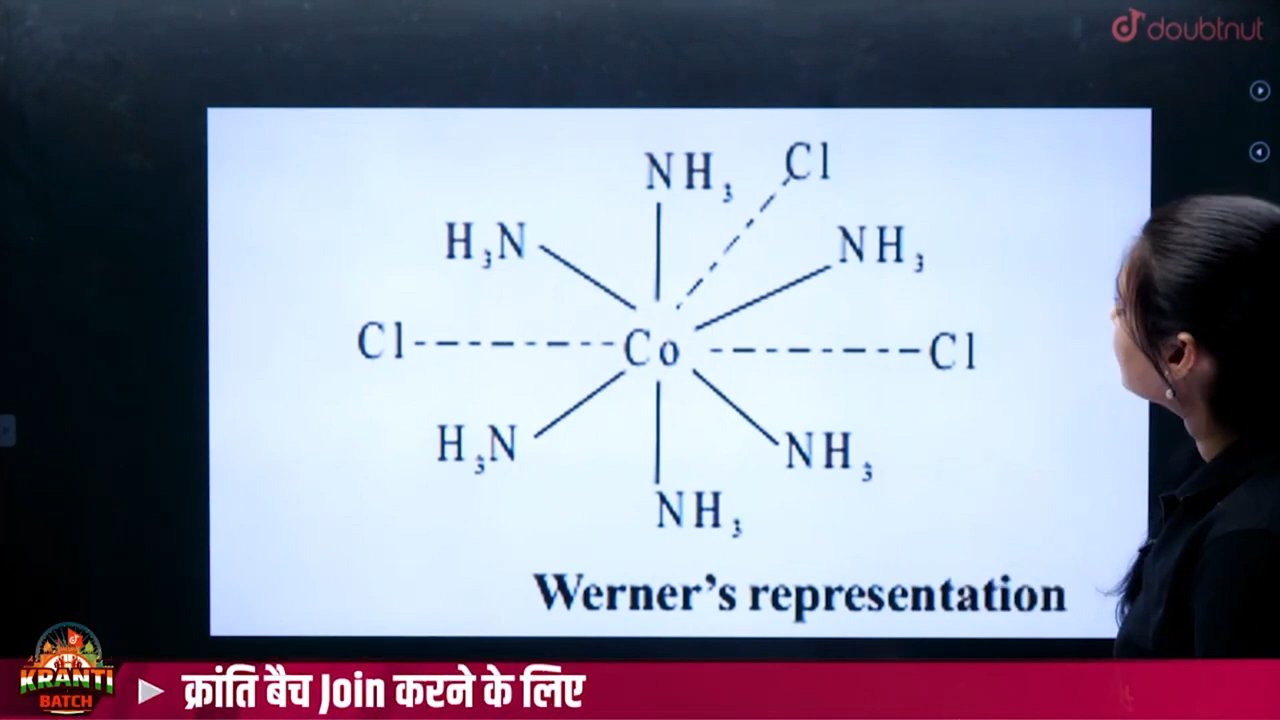 doubtnut
NH₃ Cl
H₃N NH₃
Cl Co Cl
H₃N NH₃
NH₃
Werner's representation
KRANTI
BATCH
क्रांति बैच Join करने के लिए